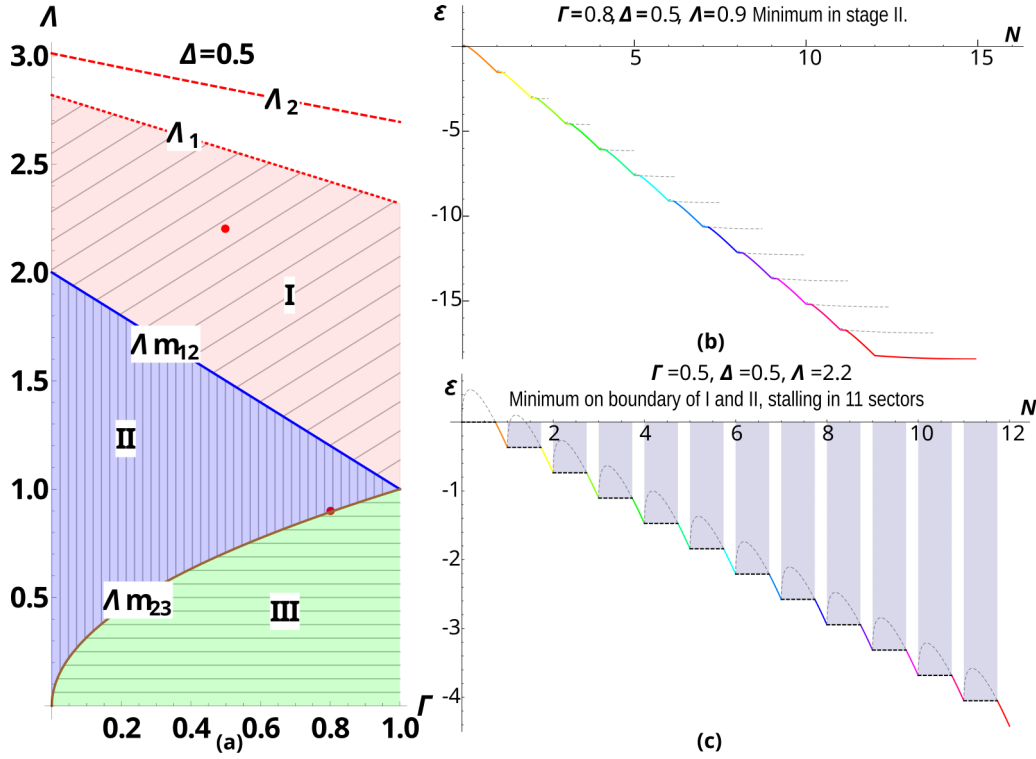 Λ
3.0
Δ=0.5
Λ2
Λ1
2.5
I
2.0
Λm12
1.5
II
1.0
Λm23
0.5
III
Γ
0.2 0.4 0.6 0.8 1.0
(a)
ε
Γ=0.8, Δ=0.5, Λ=0.9 Minimum in stage II.
N
5 10 15
-5
-10
-15
(b)
ε
Γ=0.5, Δ=0.5, Λ=2.2
Minimum on boundary of I and II, stalling in 11 sectors
N
2 4 6 8 10 12
-1
-2
-3
-4
(c)